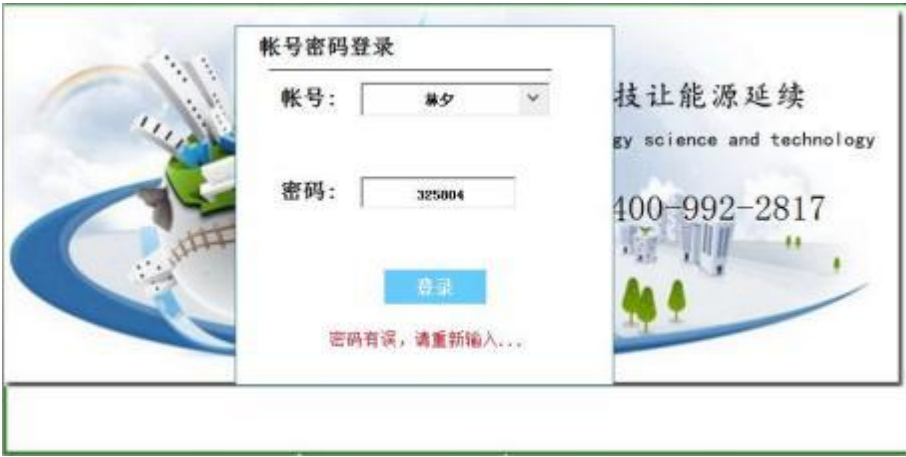 帐号密码登录
帐号:
淋夕
技让能源延续
gy science and technology
密码:
325804
400-992-2817
登录
密码有误，请重新输入...